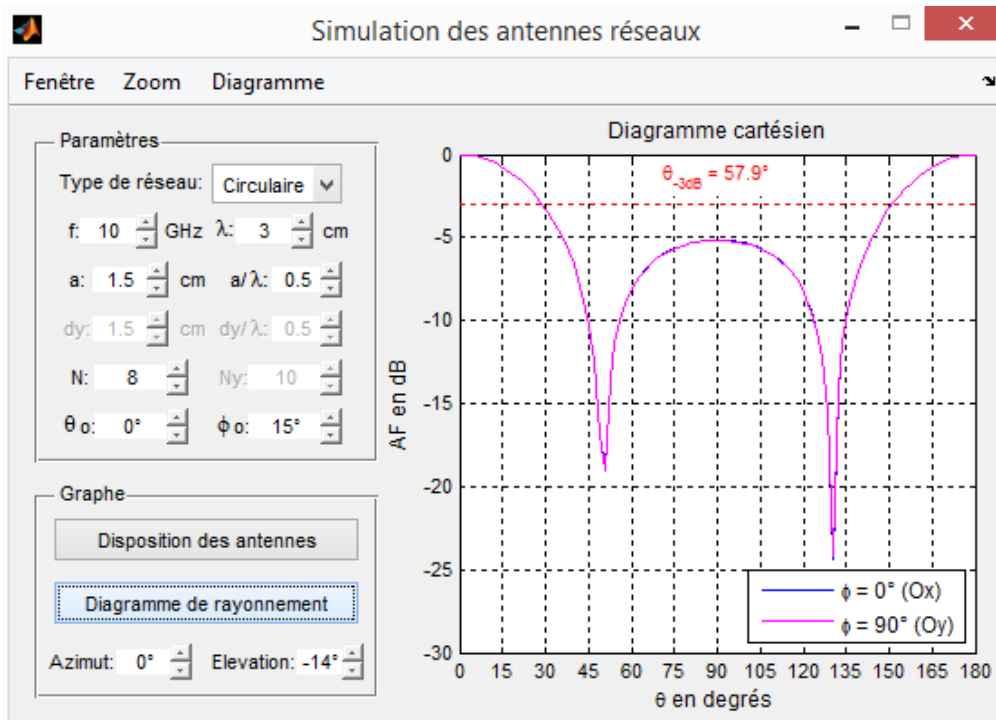 Simulation des antennes réseaux
Fenêtre Zoom Diagramme
Paramètres
Type de réseau: Circulaire
f: 10 GHz λ: 3 cm
a: 1.5 cm a/λ: 0.5
dy: 1.5 cm dy/λ: 0.5
N: 8 Ny: 10
θo: 0° ϕo: 15°
Graphe
Disposition des antennes
Diagramme de rayonnement
Azimut: 0° Elevation: -14°
Diagramme cartésien
θ-3dB = 57.9°
AF en dB
0
-5
-10
-15
-20
-25
-30
ϕ = 0° (Ox)
ϕ = 90° (Oy)
0 15 30 45 60 75 90 105 120 135 150 165 180
θ en degrés